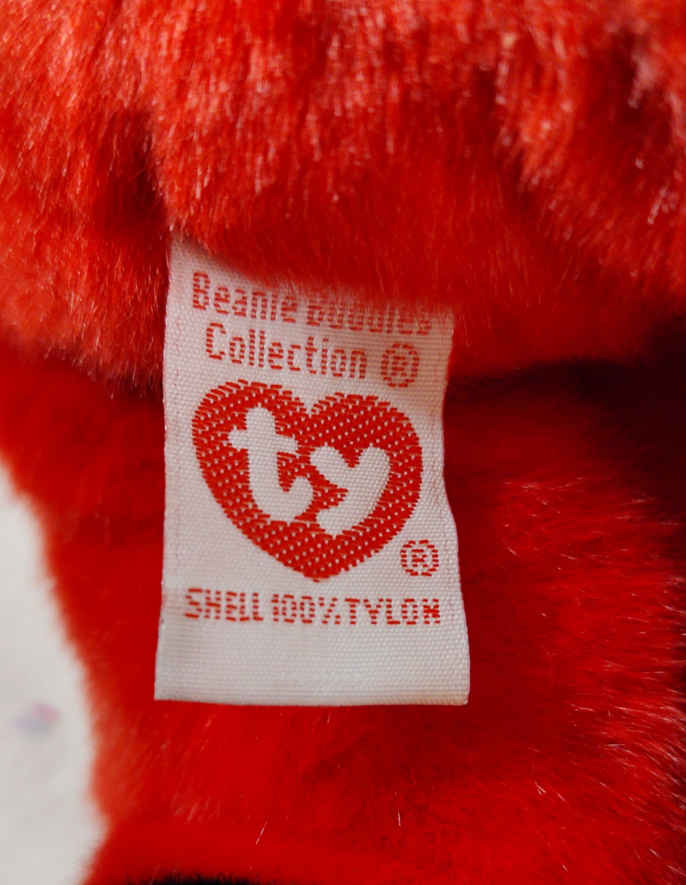 Beanie Buddies
Collection ®
ty
®
SHELL 100% TYLON